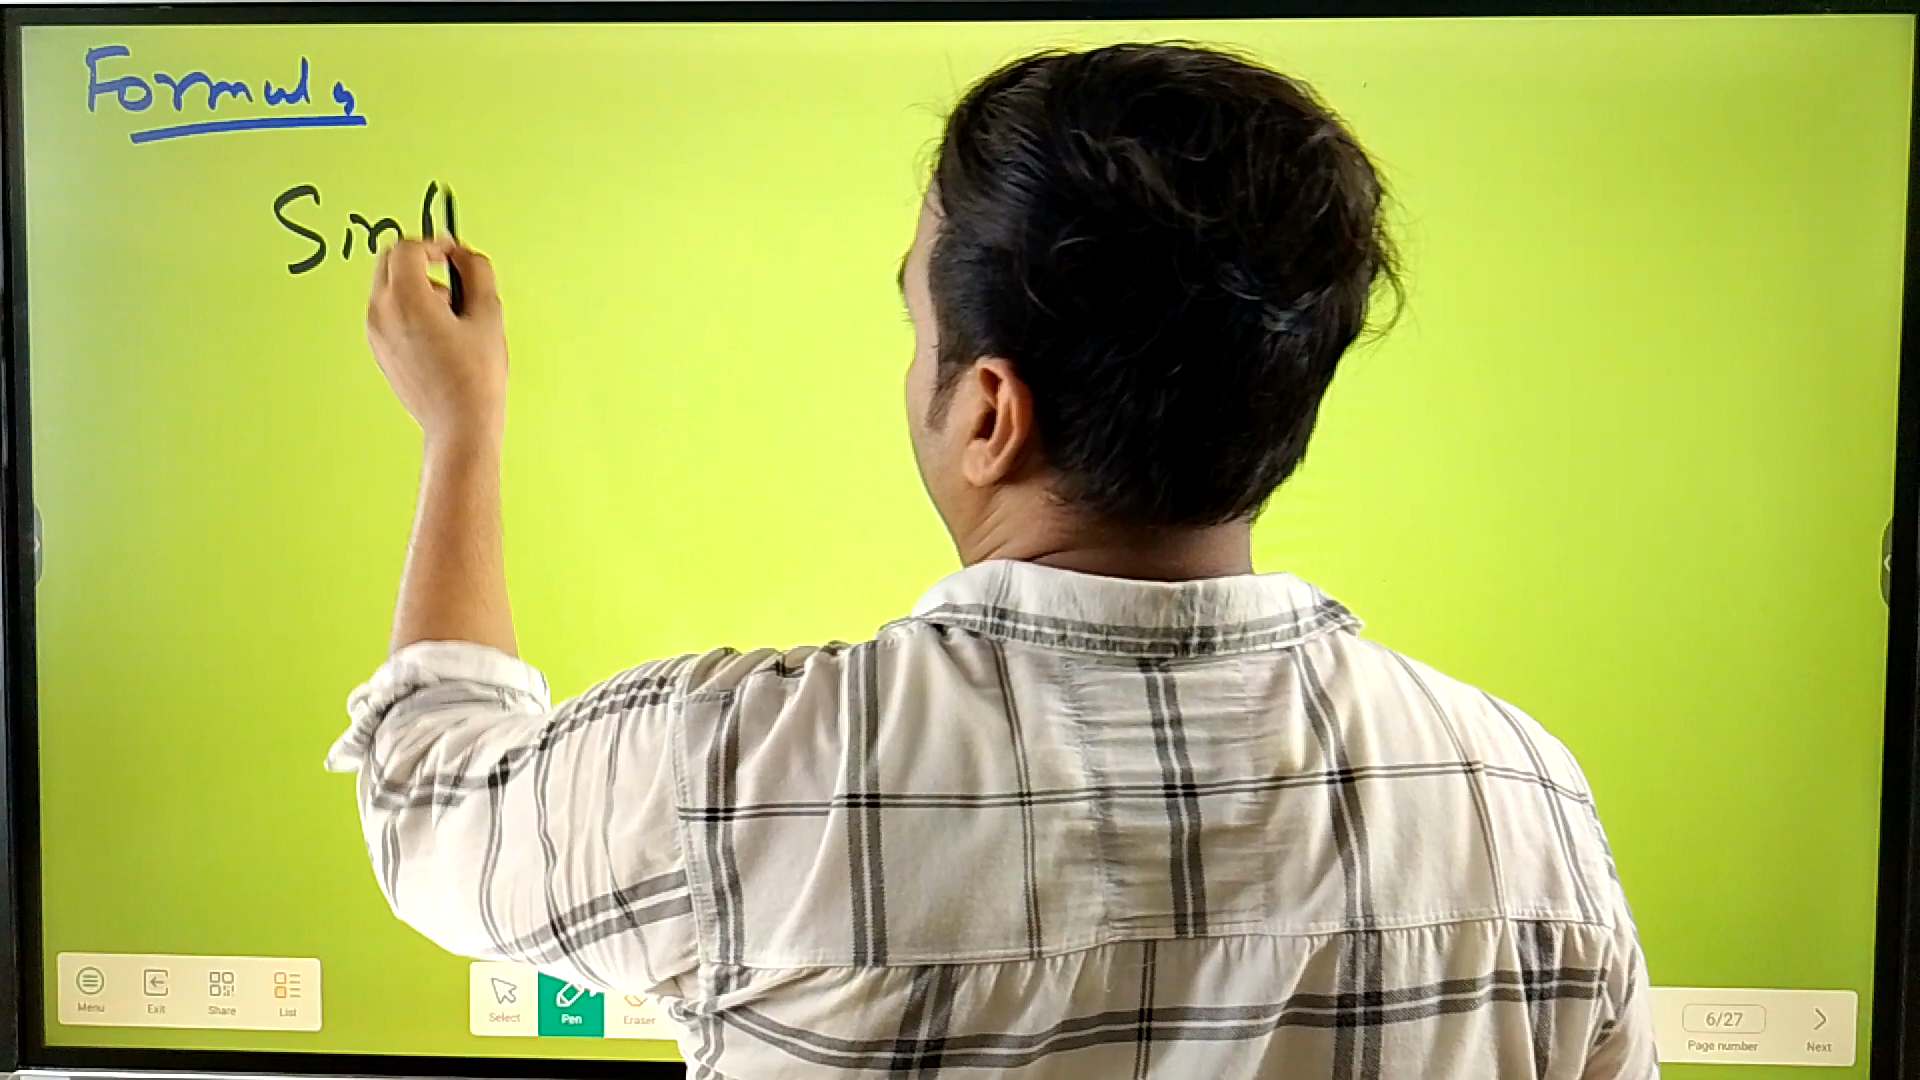 Formula
Sin(
Menu Exit Share List Select Pen Eraser 6/27 Next
Page number